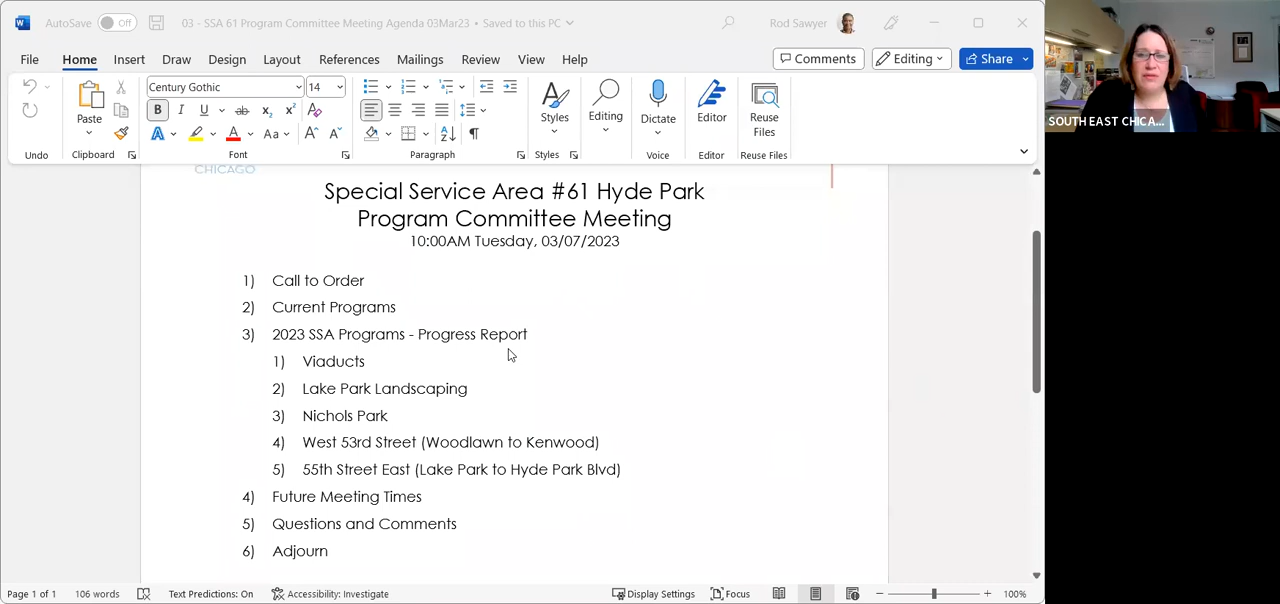 AutoSave Off 03 - SSA 61 Program Committee Meeting Agenda 03Mar23 • Saved to this PC Rod Sawyer
File Home Insert Draw Design Layout References Mailings Review View Help Comments Editing Share
Century Gothic 14
Paste Styles Editing Dictate Editor Reuse Files
Undo Clipboard Font Paragraph Styles Voice Editor Reuse Files
SOUTH EAST CHICA...
CHICAGO
Special Service Area #61 Hyde Park
Program Committee Meeting
10:00AM Tuesday, 03/07/2023
1) Call to Order
2) Current Programs
3) 2023 SSA Programs - Progress Report
1) Viaducts
2) Lake Park Landscaping
3) Nichols Park
4) West 53rd Street (Woodlawn to Kenwood)
5) 55th Street East (Lake Park to Hyde Park Blvd)
4) Future Meeting Times
5) Questions and Comments
6) Adjourn
Page 1 of 1 106 words Text Predictions: On Accessibility: Investigate Display Settings Focus 100%